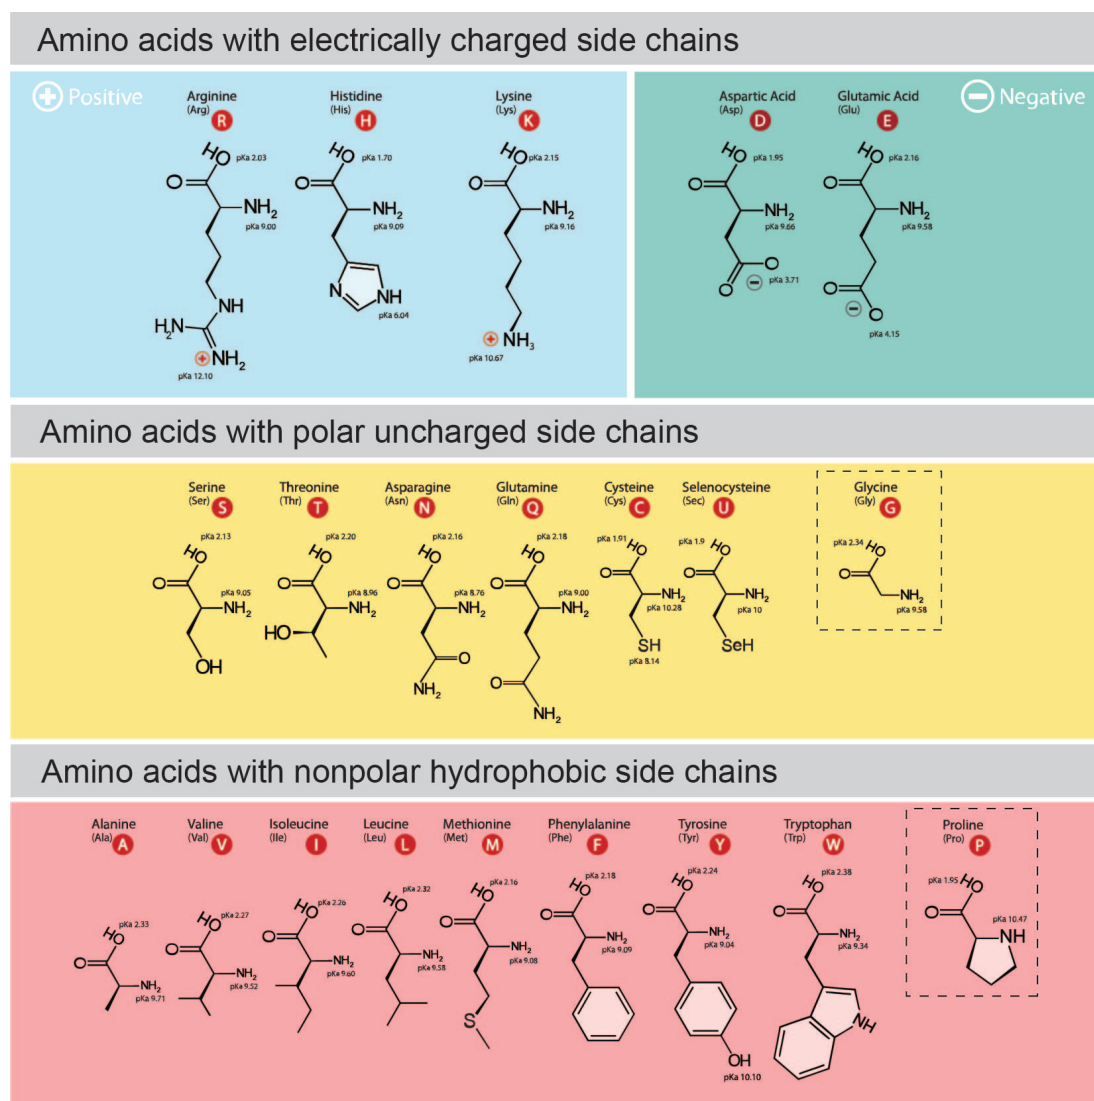 Amino acids with electrically charged side chains
+ Positive
Arginine
(Arg) R
Histidine
(His) H
Lysine
(Lys) K
Aspartic Acid
(Asp) D
Glutamic Acid
(Glu) E
− Negative
HO pKa 2.03
O
NH2
pKa 9.00
NH
H2N
+ NH2
pKa 12.10
HO pKa 1.70
O
NH2
pKa 9.09
N
NH
pKa 6.04
HO pKa 2.15
O
NH2
pKa 9.16
+ NH3
pKa 10.67
HO pKa 1.95
O
NH2
pKa 9.66
O
O −
pKa 3.71
HO pKa 2.16
O
NH2
pKa 9.58
O
− O
pKa 4.15
Amino acids with polar uncharged side chains
Serine
(Ser) S
Threonine
(Thr) T
Asparagine
(Asn) N
Glutamine
(Gln) Q
Cysteine
(Cys) C
Selenocysteine
(Sec) U
Glycine
(Gly) G
pKa 2.13
HO
O
pKa 9.05
NH2
OH
pKa 2.20
HO
O
pKa 8.96
NH2
HO
pKa 2.16
HO
O
pKa 8.76
NH2
O
NH2
pKa 2.18
HO
O
pKa 9.00
NH2
O
NH2
pKa 1.91 HO
O
NH2
pKa 10.28
SH
pKa 8.14
pKa 1.9 HO
O
NH2
pKa 10
SeH
pKa 2.34 HO
O
NH2
pKa 9.58
Amino acids with nonpolar hydrophobic side chains
Alanine
(Ala) A
Valine
(Val) V
Isoleucine
(Ile) I
Leucine
(Leu) L
Methionine
(Met) M
Phenylalanine
(Phe) F
Tyrosine
(Tyr) Y
Tryptophan
(Trp) W
Proline
(Pro) P
pKa 2.33
HO
O
NH2
pKa 9.71
HO pKa 2.27
O
NH2
pKa 9.52
HO pKa 2.26
O
NH2
pKa 9.60
pKa 2.32
HO
O
NH2
pKa 9.58
pKa 2.16
HO
O
NH2
pKa 9.08
S
pKa 2.18
HO
O
NH2
pKa 9.09
pKa 2.24
HO
O
NH2
pKa 9.04
OH
pKa 10.10
pKa 2.38
HO
O
NH2
pKa 9.34
NH
pKa 1.95 HO
O
pKa 10.47
NH